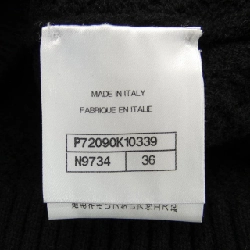 MADE IN ITALY
FABRIQUE EN ITALIE
P72090K10339
N9734 36